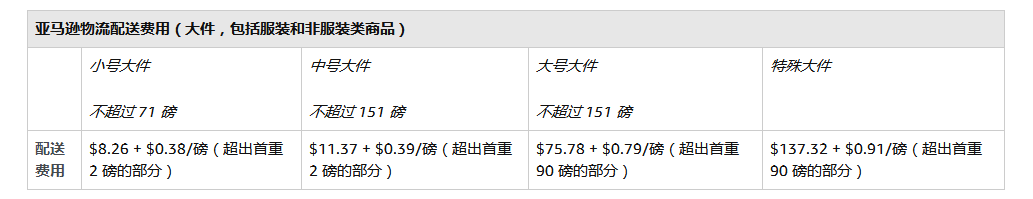 亚马逊物流配送费用（大件，包括服装和非服装类商品）
小号大件 中号大件 大号大件 特殊大件
不超过 71 磅 不超过 151 磅 不超过 151 磅
配送 $8.26 + $0.38/磅（超出首重 $11.37 + $0.39/磅（超出首重 $75.78 + $0.79/磅（超出首重 $137.32 + $0.91/磅（超出首重
费用 2 磅的部分） 2 磅的部分） 90 磅的部分） 90 磅的部分）